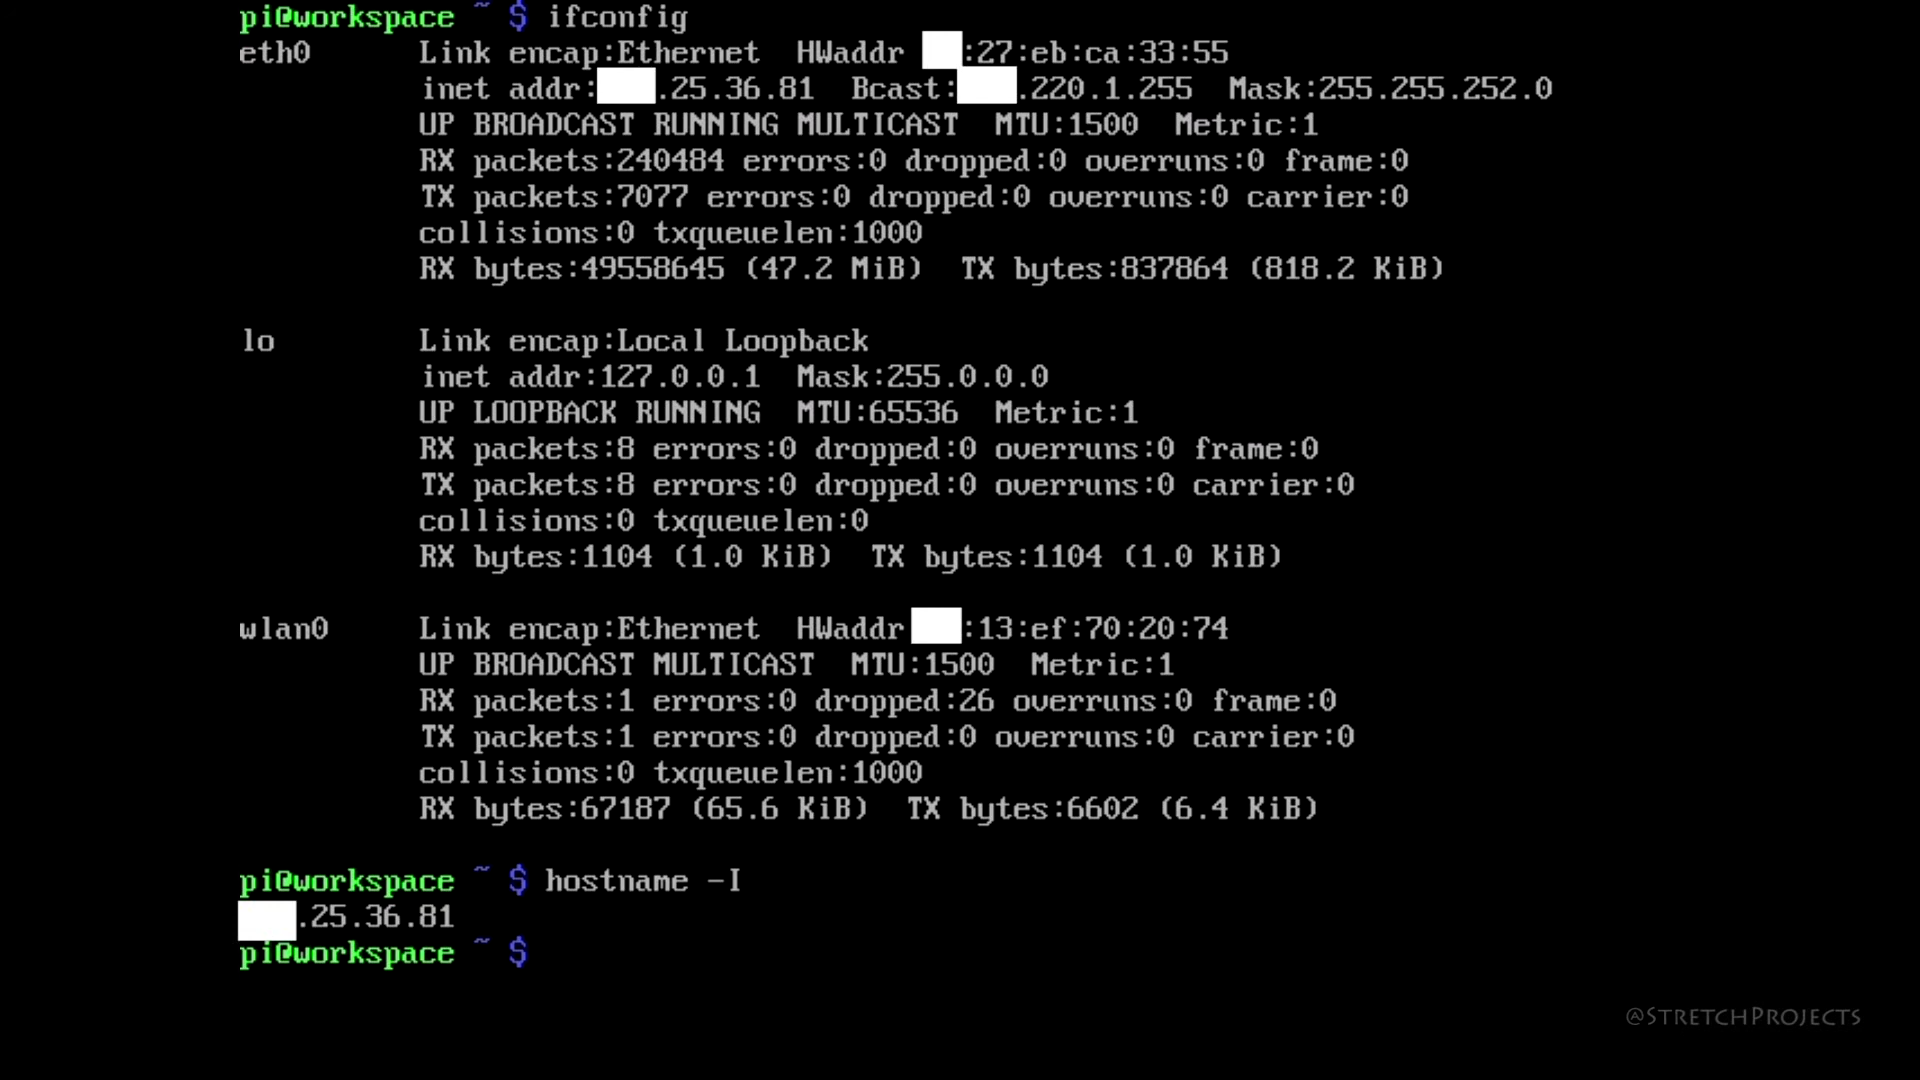 pi@workspace ~ $ ifconfig
eth0 Link encap:Ethernet HWaddr :27:eb:ca:33:55
inet addr: .25.36.81 Bcast: .220.1.255 Mask:255.255.252.0
UP BROADCAST RUNNING MULTICAST MTU:1500 Metric:1
RX packets:240484 errors:0 dropped:0 overruns:0 frame:0
TX packets:7077 errors:0 dropped:0 overruns:0 carrier:0
collisions:0 txqueuelen:1000
RX bytes:49558645 (47.2 MiB) TX bytes:837864 (818.2 KiB)
lo Link encap:Local Loopback
inet addr:127.0.0.1 Mask:255.0.0.0
UP LOOPBACK RUNNING MTU:65536 Metric:1
RX packets:8 errors:0 dropped:0 overruns:0 frame:0
TX packets:8 errors:0 dropped:0 overruns:0 carrier:0
collisions:0 txqueuelen:0
RX bytes:1104 (1.0 KiB) TX bytes:1104 (1.0 KiB)
wlan0 Link encap:Ethernet HWaddr :13:ef:70:20:74
UP BROADCAST MULTICAST MTU:1500 Metric:1
RX packets:1 errors:0 dropped:26 overruns:0 frame:0
TX packets:1 errors:0 dropped:0 overruns:0 carrier:0
collisions:0 txqueuelen:1000
RX bytes:67187 (65.6 KiB) TX bytes:6602 (6.4 KiB)
pi@workspace ~ $ hostname -I
.25.36.81
pi@workspace ~ $
@StretchProjects